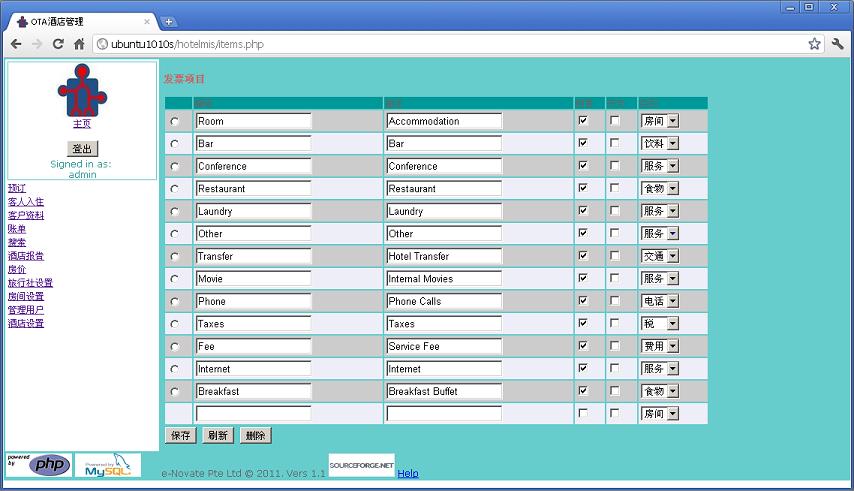 OTA酒店管理
ubuntu1010s/hotelmis/items.php
主页
登出
Signed in as:
admin
预订
客人入住
客户资料
账单
搜索
酒店报告
房价
旅行社设置
房间设置
管理用户
酒店设置
发票项目
Room Accommodation 房间
Bar Bar 饮料
Conference Conference 服务
Restaurant Restaurant 食物
Laundry Laundry 服务
Other Other 服务
Transfer Hotel Transfer 交通
Movie Internal Movies 服务
Phone Phone Calls 电话
Taxes Taxes 税
Fee Service Fee 费用
Internet Internet 服务
Breakfast Breakfast Buffet 食物
房间
保存 刷新 删除
powered by php
Powered by MySQL
e-Novate Pte Ltd © 2011. Vers 1.1 SOURCEFORGE.NET Help